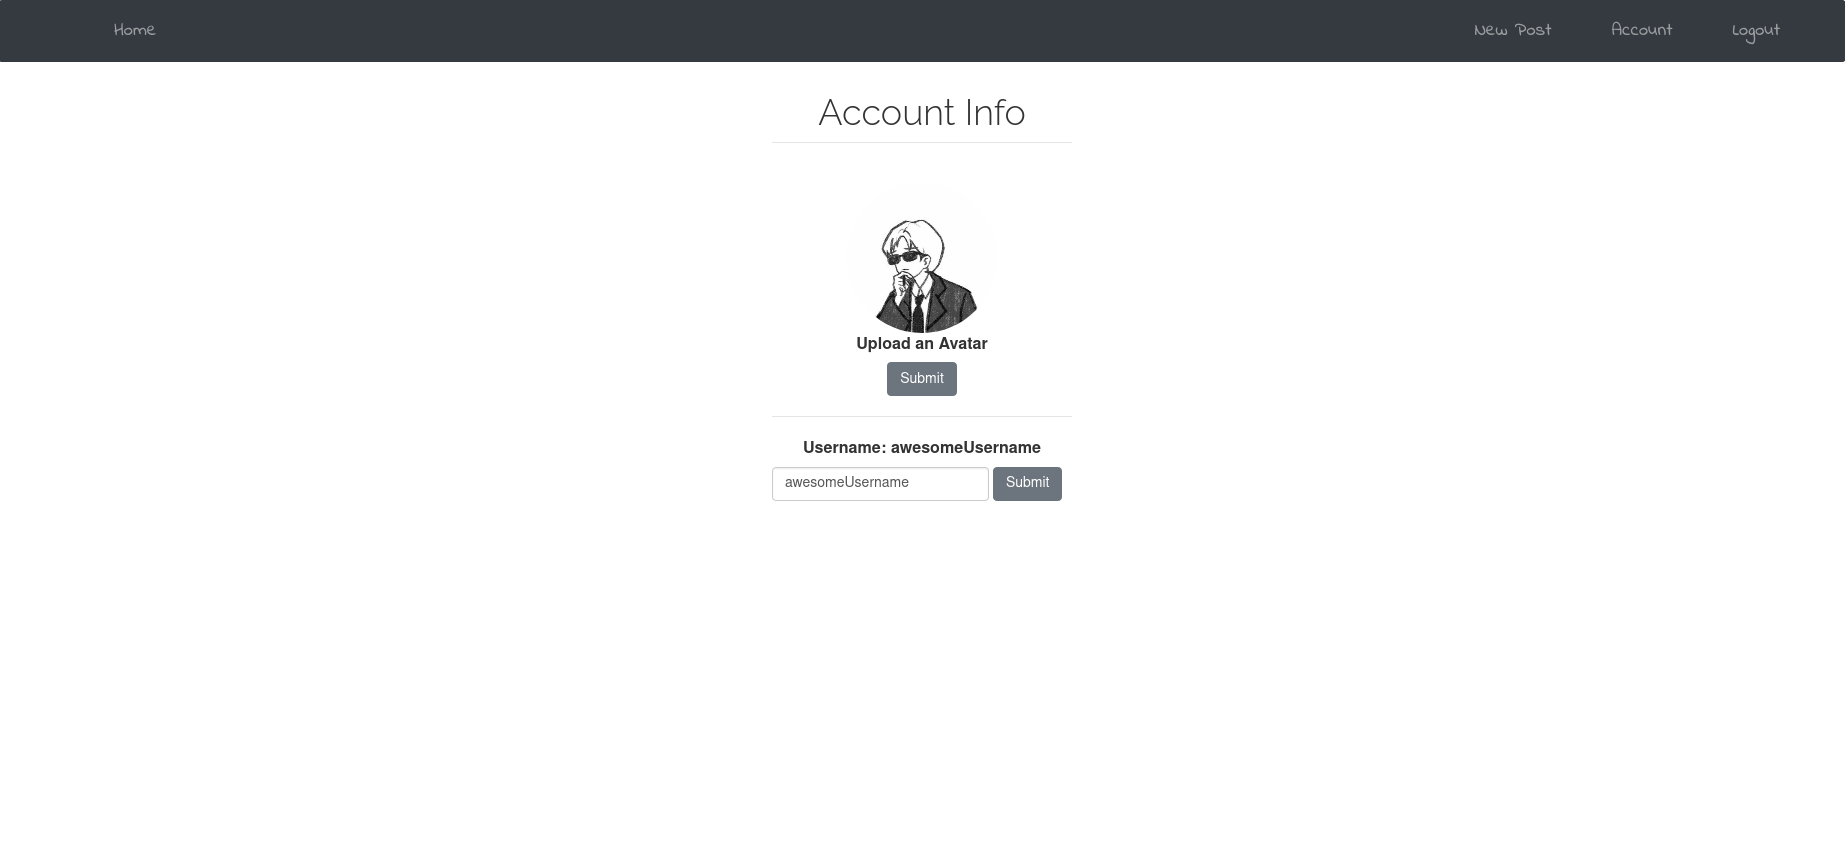 Home New Post Account Logout
Account Info
Upload an Avatar
Submit
Username: awesomeUsername
awesomeUsername Submit